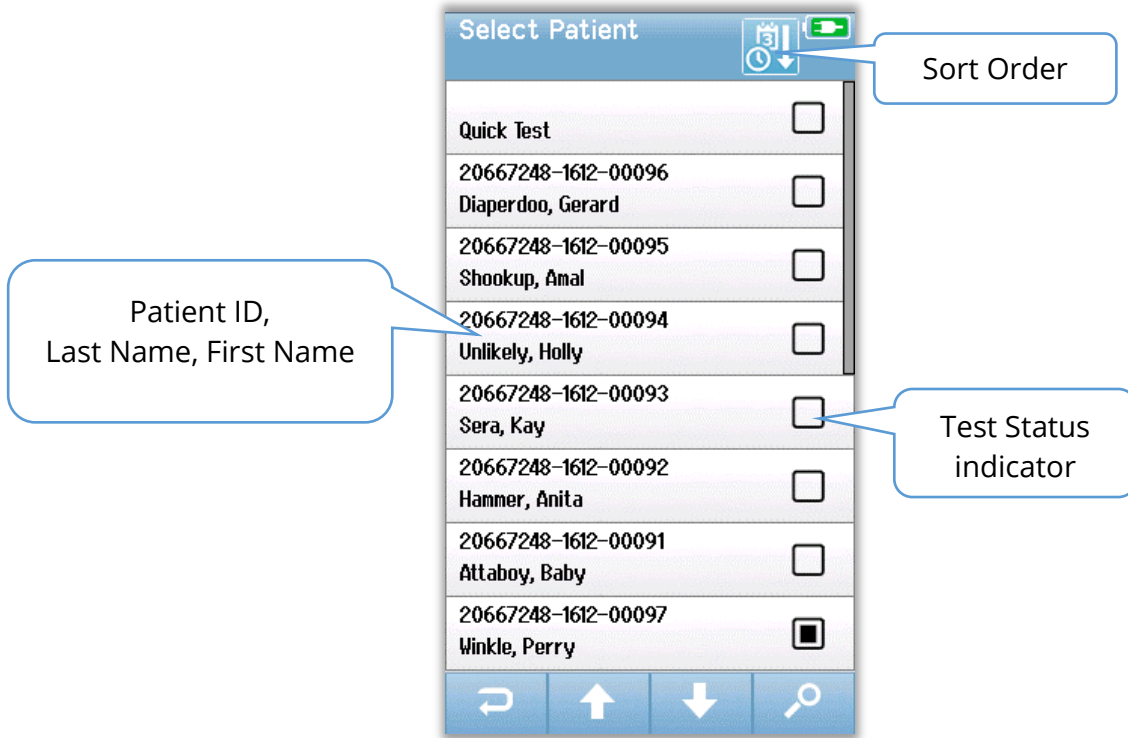 Select Patient
3
Sort Order
Quick Test
20667248-1612-00096
Diaperdoo, Gerard
20667248-1612-00095
Shookup, Amal
Patient ID,
Last Name, First Name
20667248-1612-00094
Unlikely, Holly
20667248-1612-00093
Sera, Kay
Test Status
indicator
20667248-1612-00092
Hammer, Anita
20667248-1612-00091
Attaboy, Baby
20667248-1612-00097
Winkle, Perry